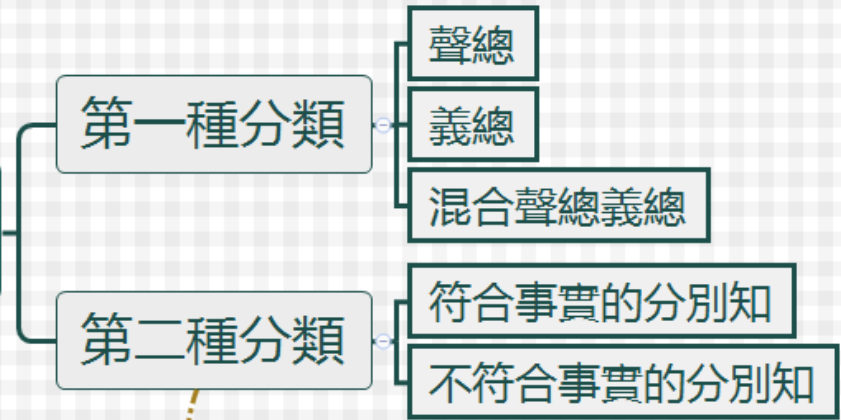 第一種分類
聲總
義總
混合聲總義總
第二種分類
符合事實的分別知
不符合事實的分別知